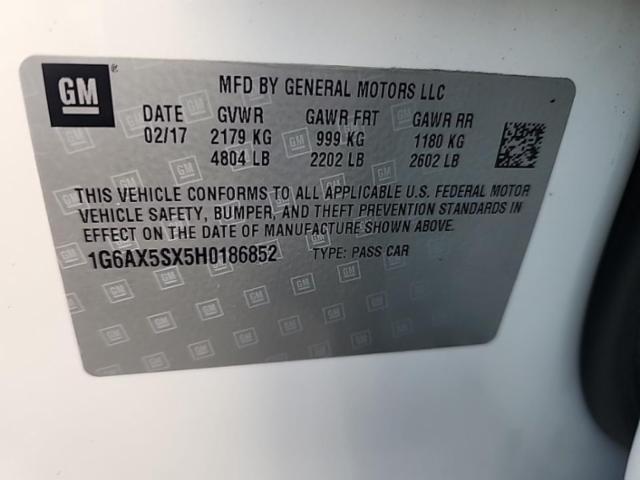 GM
MFD BY GENERAL MOTORS LLC
DATE GVWR GAWR FRT GAWR RR
02/17 2179 KG 999 KG 1180 KG
4804 LB 2202 LB 2602 LB
THIS VEHICLE CONFORMS TO ALL APPLICABLE U.S. FEDERAL MOTOR
VEHICLE SAFETY, BUMPER, AND THEFT PREVENTION STANDARDS IN
EFFECT ON THE DATE OF MANUFACTURE SHOWN ABOVE.
1G6AX5SX5H0186852 TYPE: PASS CAR